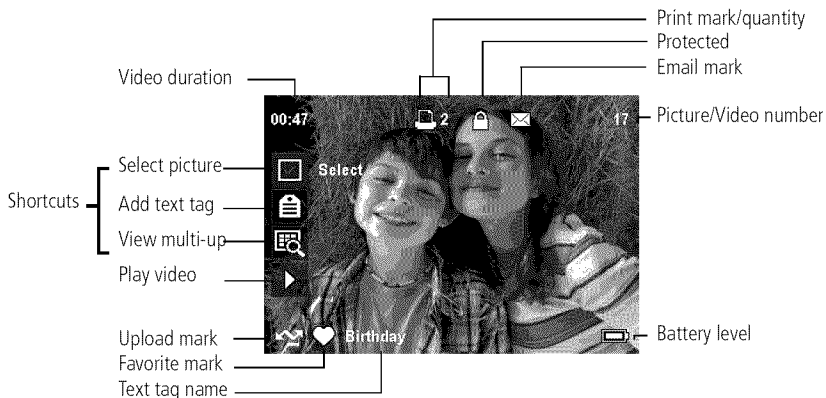 Print mark/quantity
Protected
Email mark
Video duration
00:47
2
17
Picture/Video number
Select picture
Select
Shortcuts
Add text tag
View multi-up
Play video
Upload mark
Birthday
Battery level
Favorite mark
Text tag name